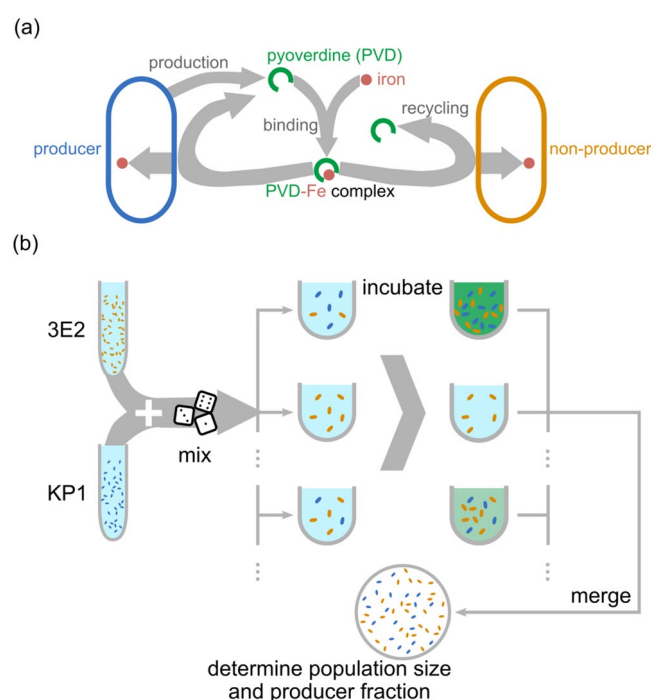 (a)
production
pyoverdine (PVD)
iron
recycling
binding
producer
non-producer
PVD-Fe complex
(b)
incubate
3E2
mix
KP1
merge
determine population size
and producer fraction